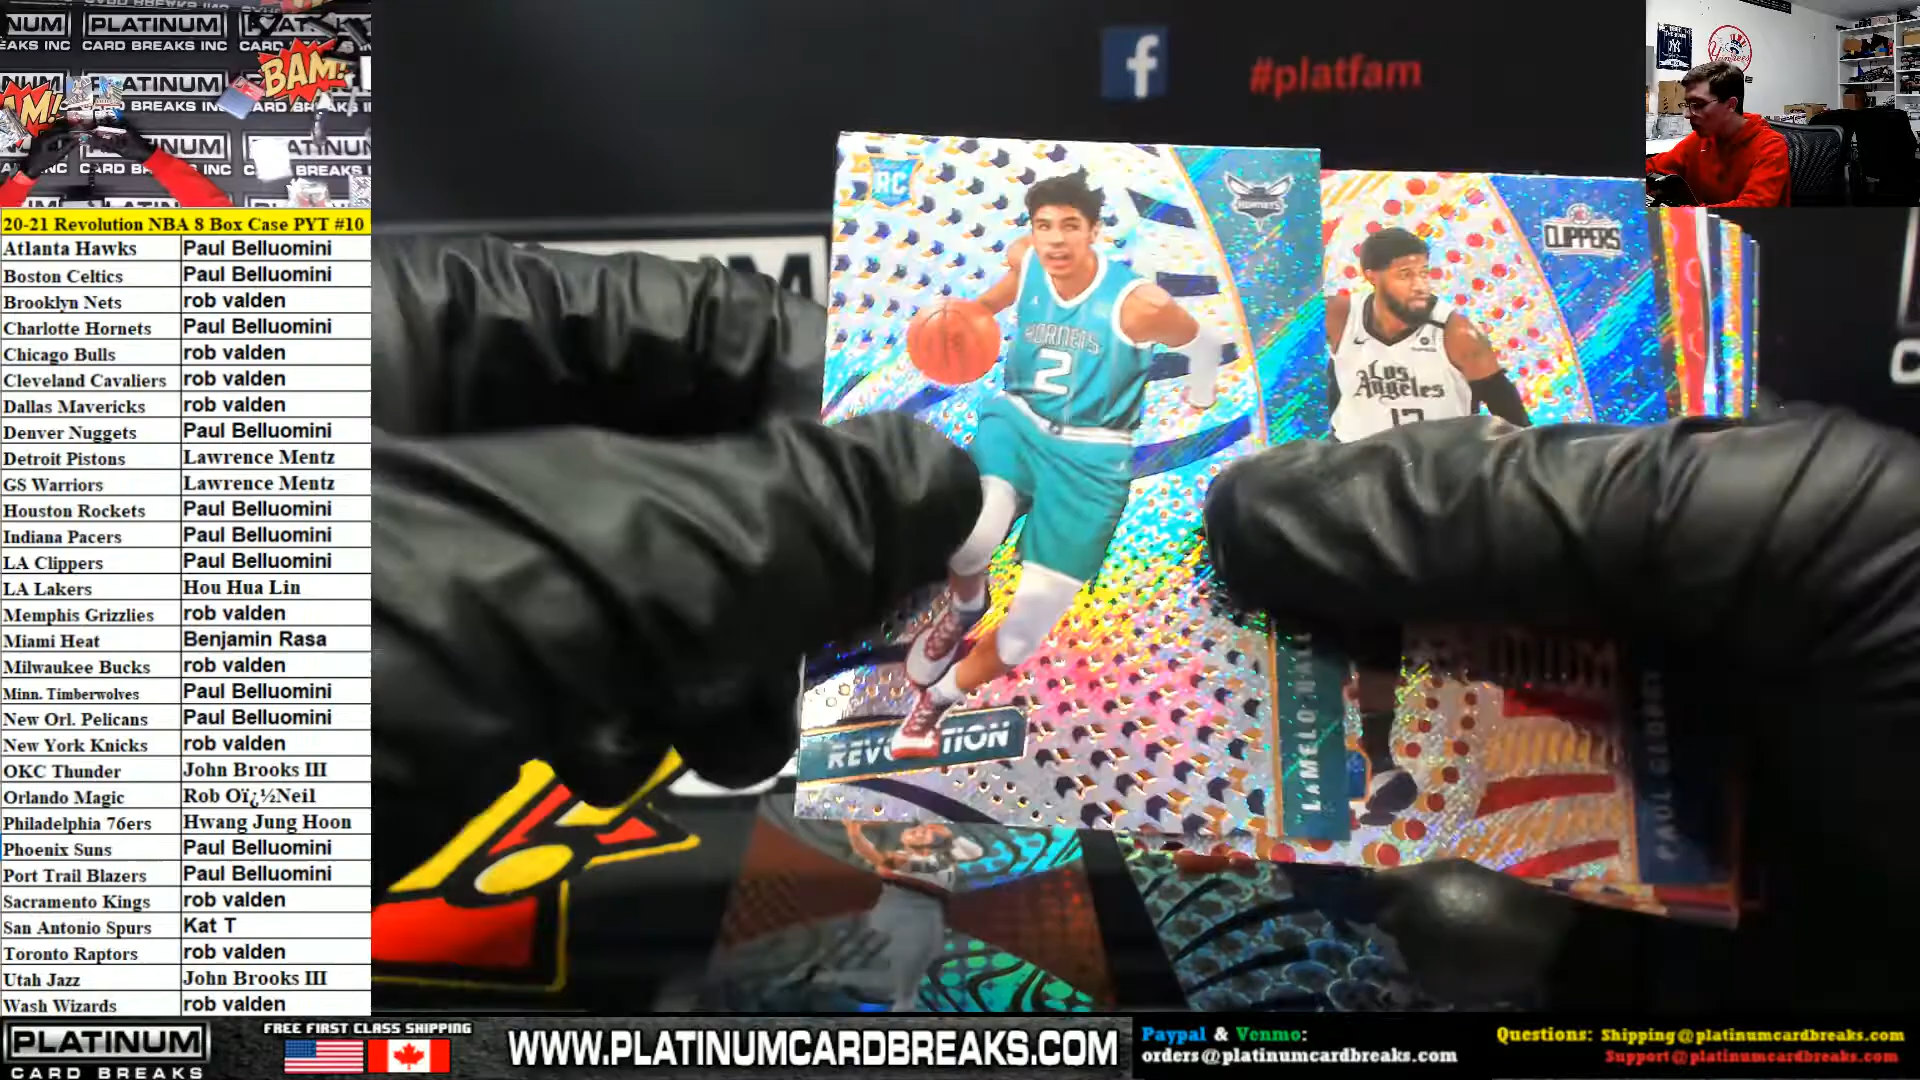 PLATINUM
CARD BREAKS INC
BAM!
#platfam
20-21 Revolution NBA 8 Box Case PYT #10
Atlanta Hawks Paul Belluomini
Boston Celtics Paul Belluomini
Brooklyn Nets rob valden
Charlotte Hornets Paul Belluomini
Chicago Bulls rob valden
Cleveland Cavaliers rob valden
Dallas Mavericks rob valden
Denver Nuggets Paul Belluomini
Detroit Pistons Lawrence Mentz
GS Warriors Lawrence Mentz
Houston Rockets Paul Belluomini
Indiana Pacers Paul Belluomini
LA Clippers Paul Belluomini
LA Lakers Hou Hua Lin
Memphis Grizzlies rob valden
Miami Heat Benjamin Rasa
Milwaukee Bucks rob valden
Minn. Timberwolves Paul Belluomini
New Orl. Pelicans Paul Belluomini
New York Knicks rob valden
OKC Thunder John Brooks III
Orlando Magic Rob Oï¿½Neil
Philadelphia 76ers Hwang Jung Hoon
Phoenix Suns Paul Belluomini
Port Trail Blazers Paul Belluomini
Sacramento Kings rob valden
San Antonio Spurs Kat T
Toronto Raptors rob valden
Utah Jazz John Brooks III
Wash Wizards rob valden
RC
HORNETS
HORNETS
2
LaMELO BALL
CLIPPERS
Los
Angeles
13
PAUL GEORGE
Yankees
PLATINUM
CARD BREAKS
FREE FIRST CLASS SHIPPING
WWW.PLATINUMCARDBREAKS.COM
Paypal & Venmo:
orders@platinumcardbreaks.com
Questions: Shipping@platinumcardbreaks.com
Support@platinumcardbreaks.com